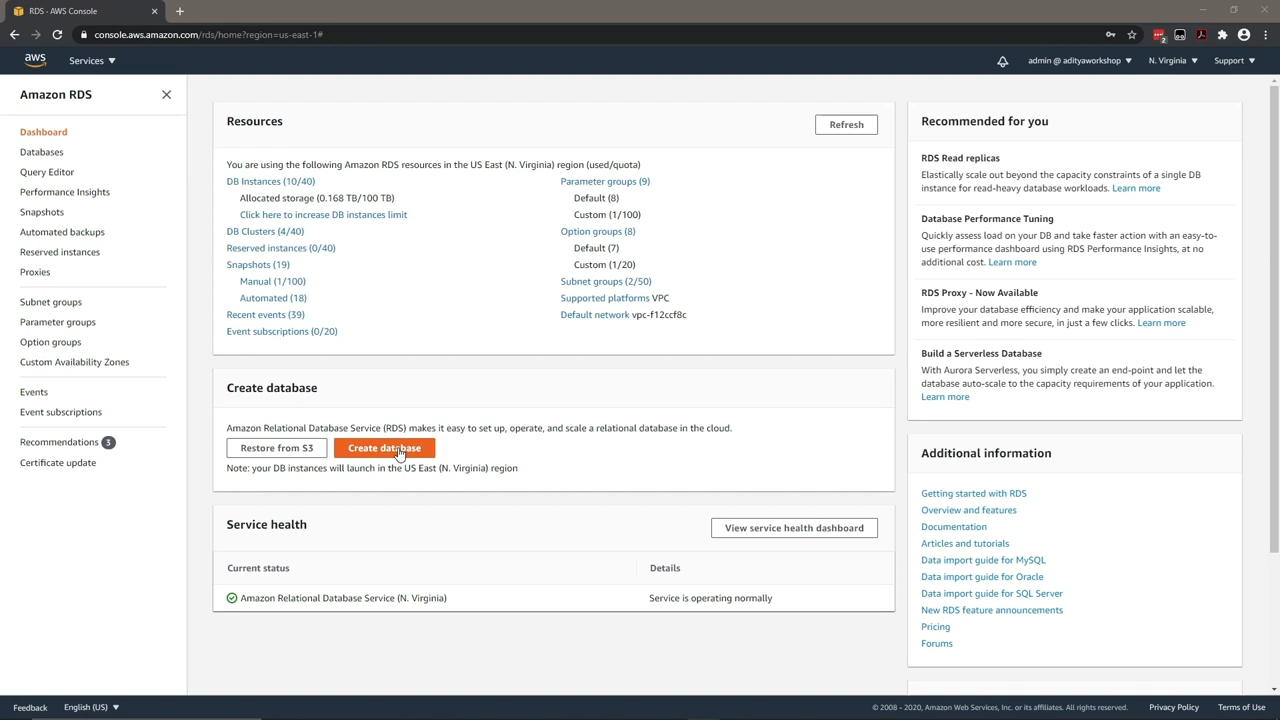 RDS - AWS Console
console.aws.amazon.com/rds/home?region=us-east-1#
2
aws
Services
admin @ adityaworkshop
N. Virginia
Support
Amazon RDS
Dashboard
Databases
Query Editor
Performance Insights
Snapshots
Automated backups
Reserved instances
Proxies
Subnet groups
Parameter groups
Option groups
Custom Availability Zones
Events
Event subscriptions
Recommendations 3
Certificate update
Resources
Refresh
You are using the following Amazon RDS resources in the US East (N. Virginia) region (used/quota)
DB Instances (10/40)
Allocated storage (0.168 TB/100 TB)
Click here to increase DB instances limit
DB Clusters (4/40)
Reserved instances (0/40)
Snapshots (19)
Manual (1/100)
Automated (18)
Recent events (39)
Event subscriptions (0/20)
Parameter groups (9)
Default (8)
Custom (1/100)
Option groups (8)
Default (7)
Custom (1/20)
Subnet groups (2/50)
Supported platforms VPC
Default network vpc-f12ccf8c
Create database
Amazon Relational Database Service (RDS) makes it easy to set up, operate, and scale a relational database in the cloud.
Restore from S3
Create database
Note: your DB instances will launch in the US East (N. Virginia) region
Service health
View service health dashboard
Current status
Details
Amazon Relational Database Service (N. Virginia)
Service is operating normally
Recommended for you
RDS Read replicas
Elastically scale out beyond the capacity constraints of a single DB
instance for read-heavy database workloads. Learn more
Database Performance Tuning
Quickly assess load on your DB and take faster action with an easy-to-
use performance dashboard using RDS Performance Insights, at no
additional cost. Learn more
RDS Proxy - Now Available
Improve your database efficiency and make your application scalable,
more resilient and more secure, in just a few clicks. Learn more
Build a Serverless Database
With Aurora Serverless, you simply create an end-point and let the
database auto-scale to the capacity requirements of your application.
Learn more
Additional information
Getting started with RDS
Overview and features
Documentation
Articles and tutorials
Data import guide for MySQL
Data import guide for Oracle
Data import guide for SQL Server
New RDS feature announcements
Pricing
Forums
Feedback
English (US)
© 2008 - 2020, Amazon Web Services, Inc. or its affiliates. All rights reserved.
Privacy Policy
Terms of Use